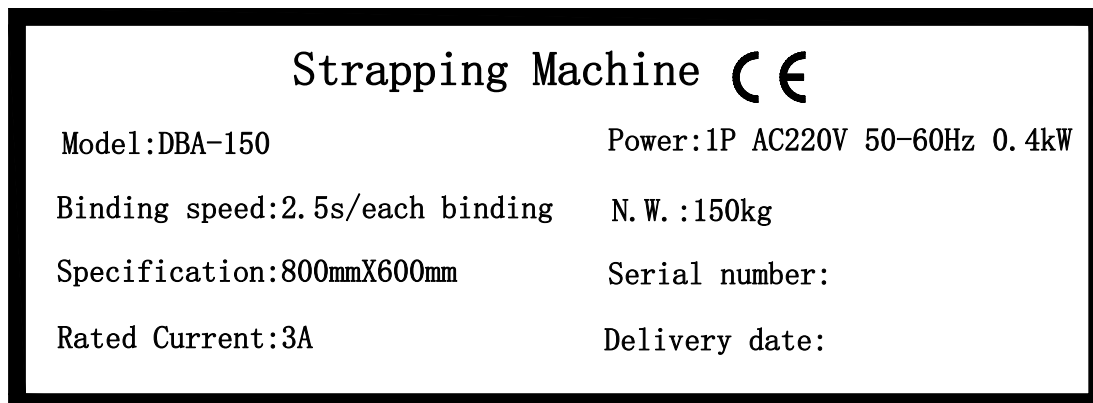 Strapping Machine CE
Model:DBA-150
Power:1P AC220V 50-60Hz 0.4kW
Binding speed:2.5s/each binding
N.W.:150kg
Specification:800mmX600mm
Serial number:
Rated Current:3A
Delivery date: